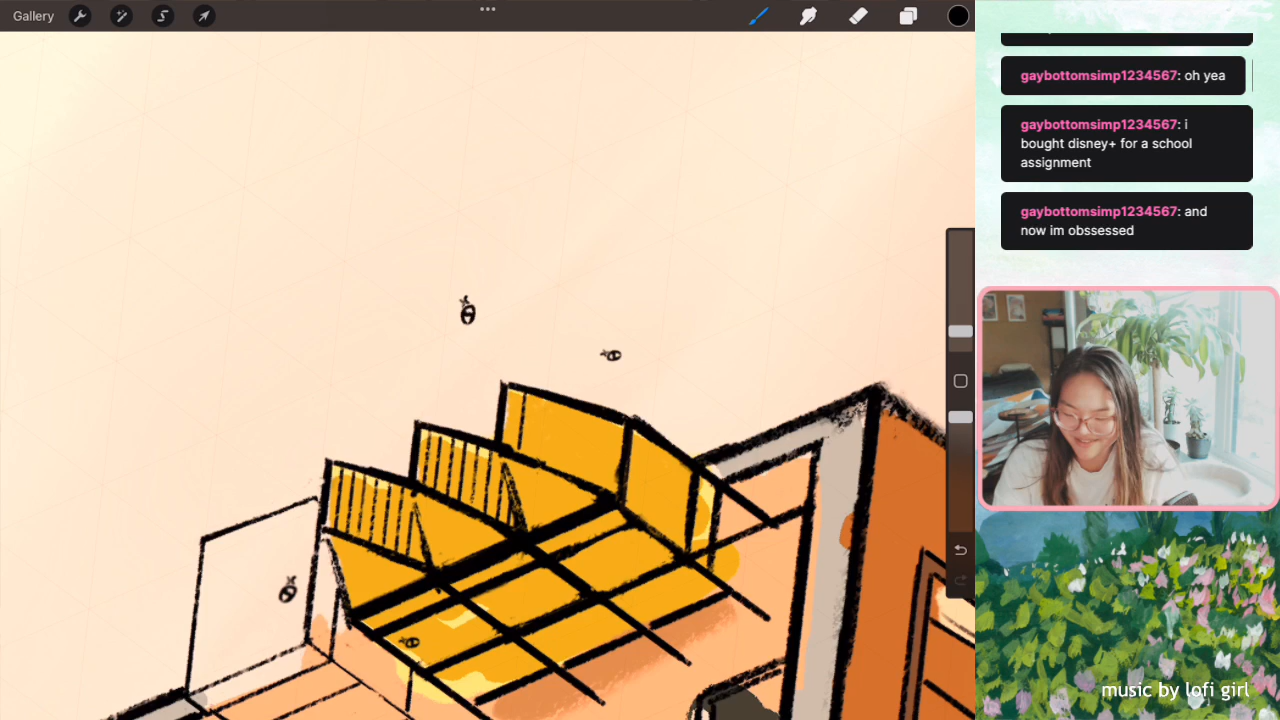 Gallery
gaybottomsimp1234567: oh yea
gaybottomsimp1234567: i
bought disney+ for a school
assignment
gaybottomsimp1234567: and
now im obssessed
music by lofi girl